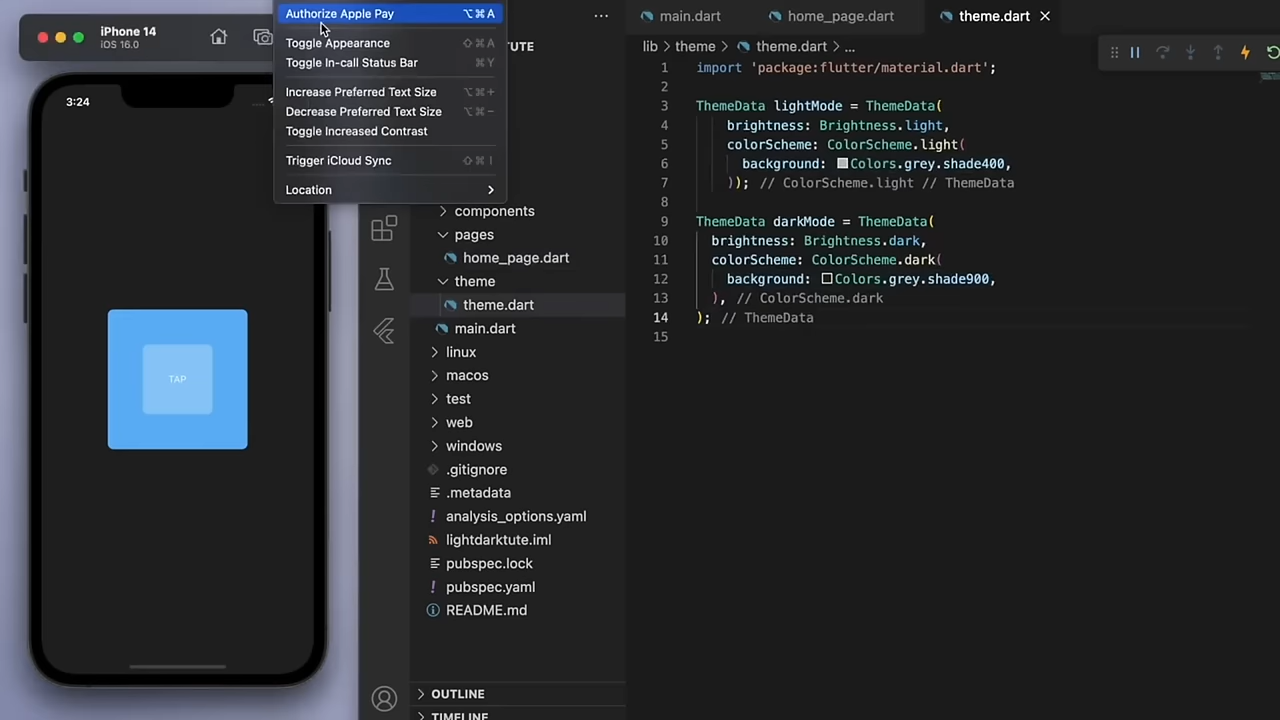 iPhone 14
iOS 16.0
3:24
TAP
Authorize Apple Pay ⌥⌘A
Toggle Appearance ⇧⌘A
Toggle In-call Status Bar ⌘Y
Increase Preferred Text Size ⌥⌘+
Decrease Preferred Text Size ⌥⌘−
Toggle Increased Contrast
Trigger iCloud Sync ⇧⌘I
Location
TUTE
components
pages
home_page.dart
theme
theme.dart
main.dart
linux
macos
test
web
windows
.gitignore
.metadata
analysis_options.yaml
lightdarktute.iml
pubspec.lock
pubspec.yaml
README.md
OUTLINE
TIMELINE
main.dart home_page.dart theme.dart
lib > theme > theme.dart > ...
1 import 'package:flutter/material.dart';
2
3 ThemeData lightMode = ThemeData(
4 brightness: Brightness.light,
5 colorScheme: ColorScheme.light(
6 background: Colors.grey.shade400,
7 )); // ColorScheme.light // ThemeData
8
9 ThemeData darkMode = ThemeData(
10 brightness: Brightness.dark,
11 colorScheme: ColorScheme.dark(
12 background: Colors.grey.shade900,
13 ), // ColorScheme.dark
14 ); // ThemeData
15